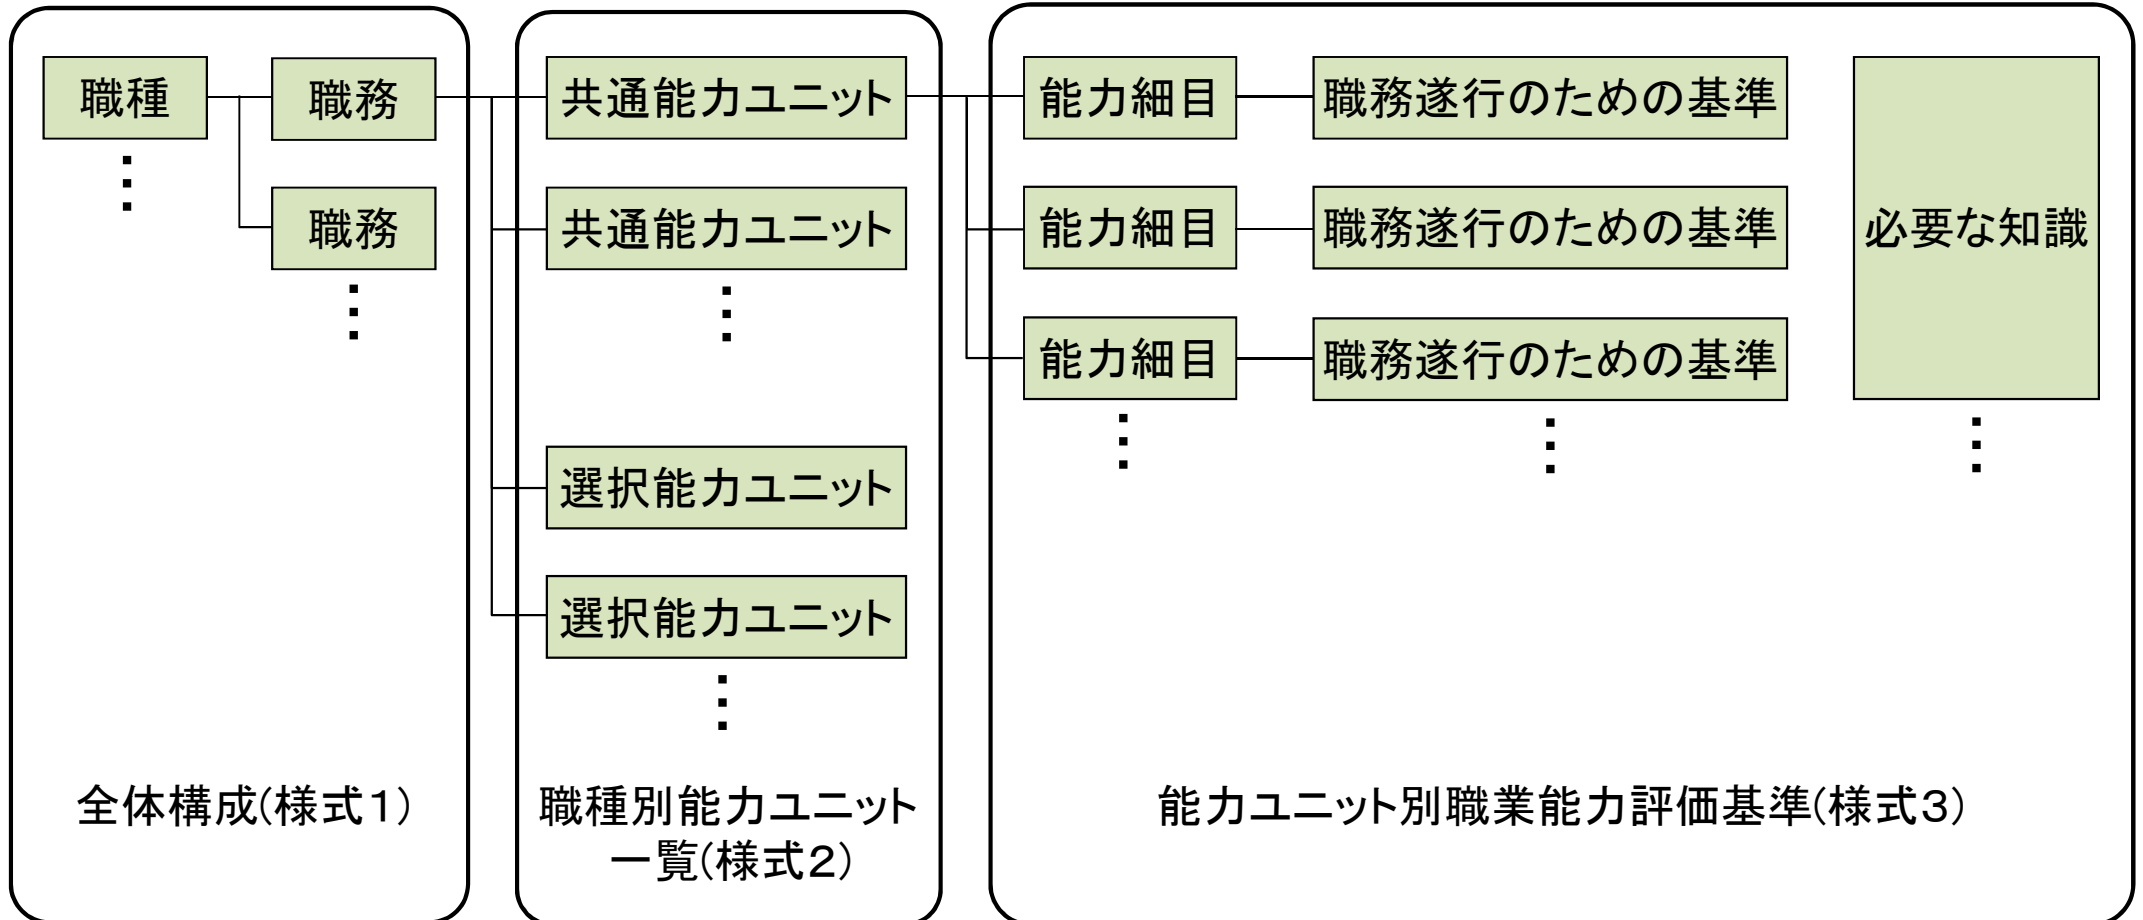 職種
職務
職務
全体構成(様式１)
共通能力ユニット
共通能力ユニット
選択能力ユニット
選択能力ユニット
職種別能力ユニット
一覧(様式２)
能力細目
職務遂行のための基準
能力細目
職務遂行のための基準
能力細目
職務遂行のための基準
必要な知識
能力ユニット別職業能力評価基準(様式３)